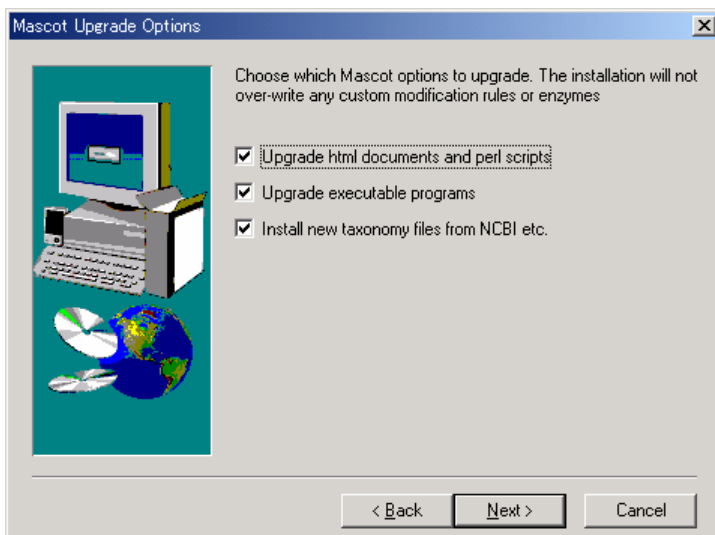 Mascot Upgrade Options
Choose which Mascot options to upgrade. The installation will not
over-write any custom modification rules or enzymes
Upgrade html documents and perl scripts
Upgrade executable programs
Install new taxonomy files from NCBI etc.
< Back
Next >
Cancel